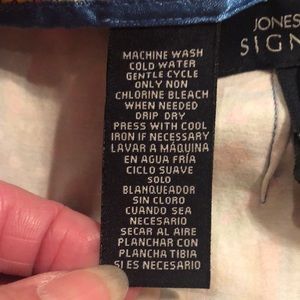 JONES
SIGN
MACHINE WASH
COLD WATER
GENTLE CYCLE
ONLY NON
CHLORINE BLEACH
WHEN NEEDED
DRIP DRY
PRESS WITH COOL
IRON IF NECESSARY
LAVAR A MÁQUINA
EN AGUA FRÍA
CICLO SUAVE
SOLO
BLANQUEADOR
SIN CLORO
CUANDO SEA
NECESARIO
SECAR AL AIRE
PLANCHAR CON
PLANCHA TIBIA
SI ES NECESARIO